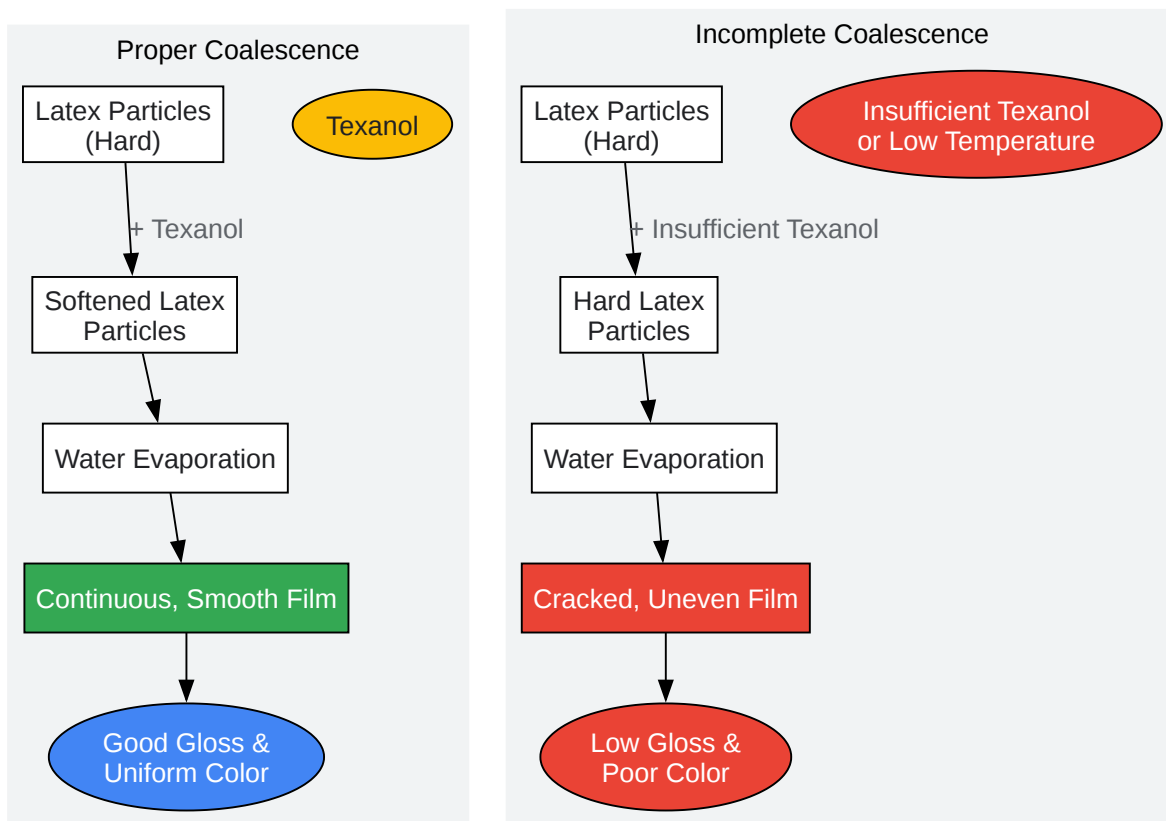 Proper Coalescence
Latex Particles
(Hard)
Texanol
+ Texanol
Softened Latex
Particles
Water Evaporation
Continuous, Smooth Film
Good Gloss &
Uniform Color
Incomplete Coalescence
Latex Particles
(Hard)
Insufficient Texanol
or Low Temperature
+ Insufficient Texanol
Hard Latex
Particles
Water Evaporation
Cracked, Uneven Film
Low Gloss &
Poor Color